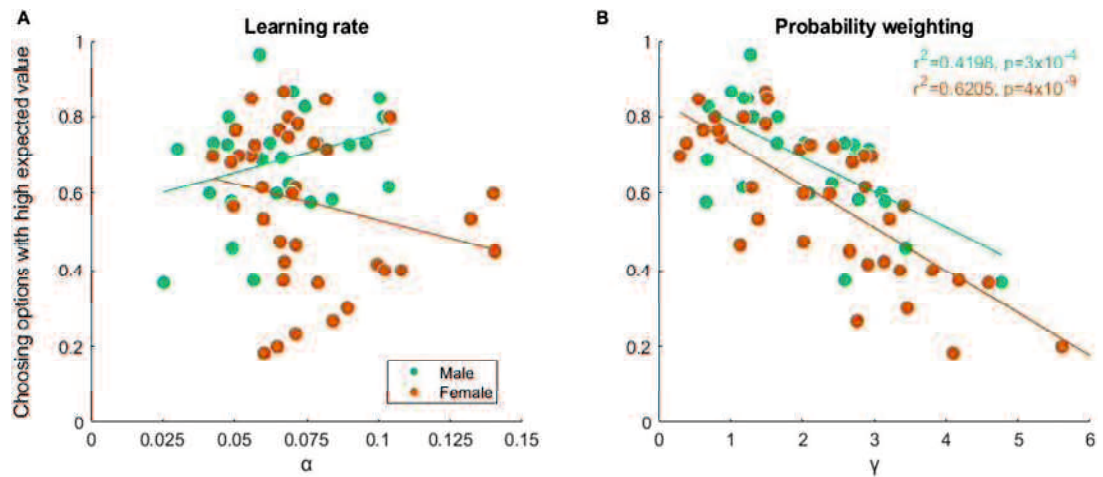 A
Learning rate
Choosing options with high expected value
1
0.8
0.6
0.4
0.2
0
0
0.025
0.05
0.075
0.1
0.125
0.15
α
Male
Female
B
Probability weighting
r²=0.4198, p=3x10⁻⁴
r²=0.6205, p=4x10⁻⁹
1
0.8
0.6
0.4
0.2
0
0
1
2
3
4
5
6
γ